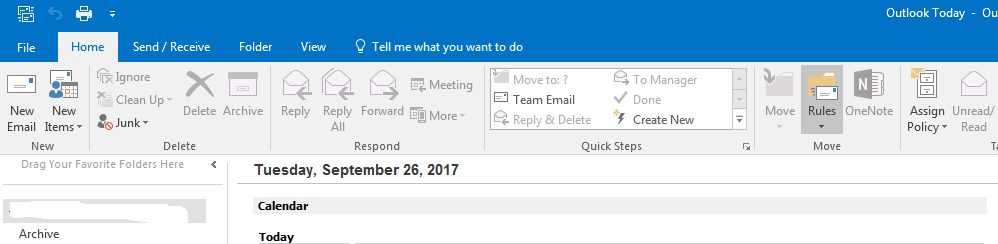 Outlook Today - Ou
File Home Send / Receive Folder View Tell me what you want to do
New Email
New Items
Ignore
Clean Up
Junk
Delete
Archive
Reply
Reply All
Forward
Meeting
More
Move to: ?
Team Email
Reply & Delete
To Manager
Done
Create New
Move
Rules
OneNote
Assign Policy
Unread/ Read
New Delete Respond Quick Steps Move Ta
Drag Your Favorite Folders Here
Tuesday, September 26, 2017
Calendar
Archive
Today